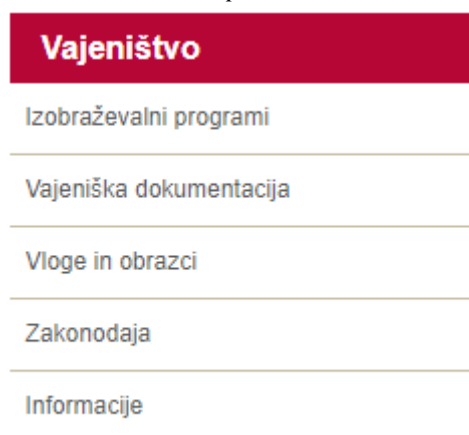 Vajeništvo
Izobraževalni programi
Vajeniška dokumentacija
Vloge in obrazci
Zakonodaja
Informacije